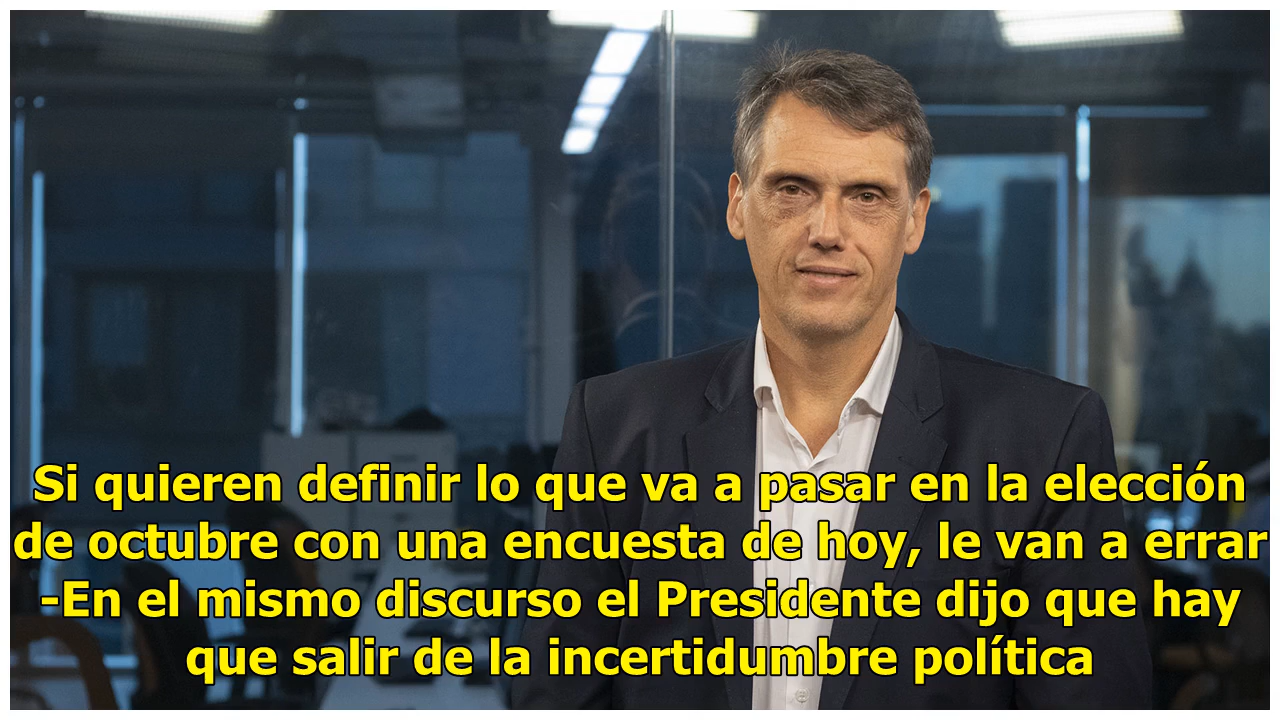 Si quieren definir lo que va a pasar en la elección
de octubre con una encuesta de hoy, le van a errar
-En el mismo discurso el Presidente dijo que hay
que salir de la incertidumbre política